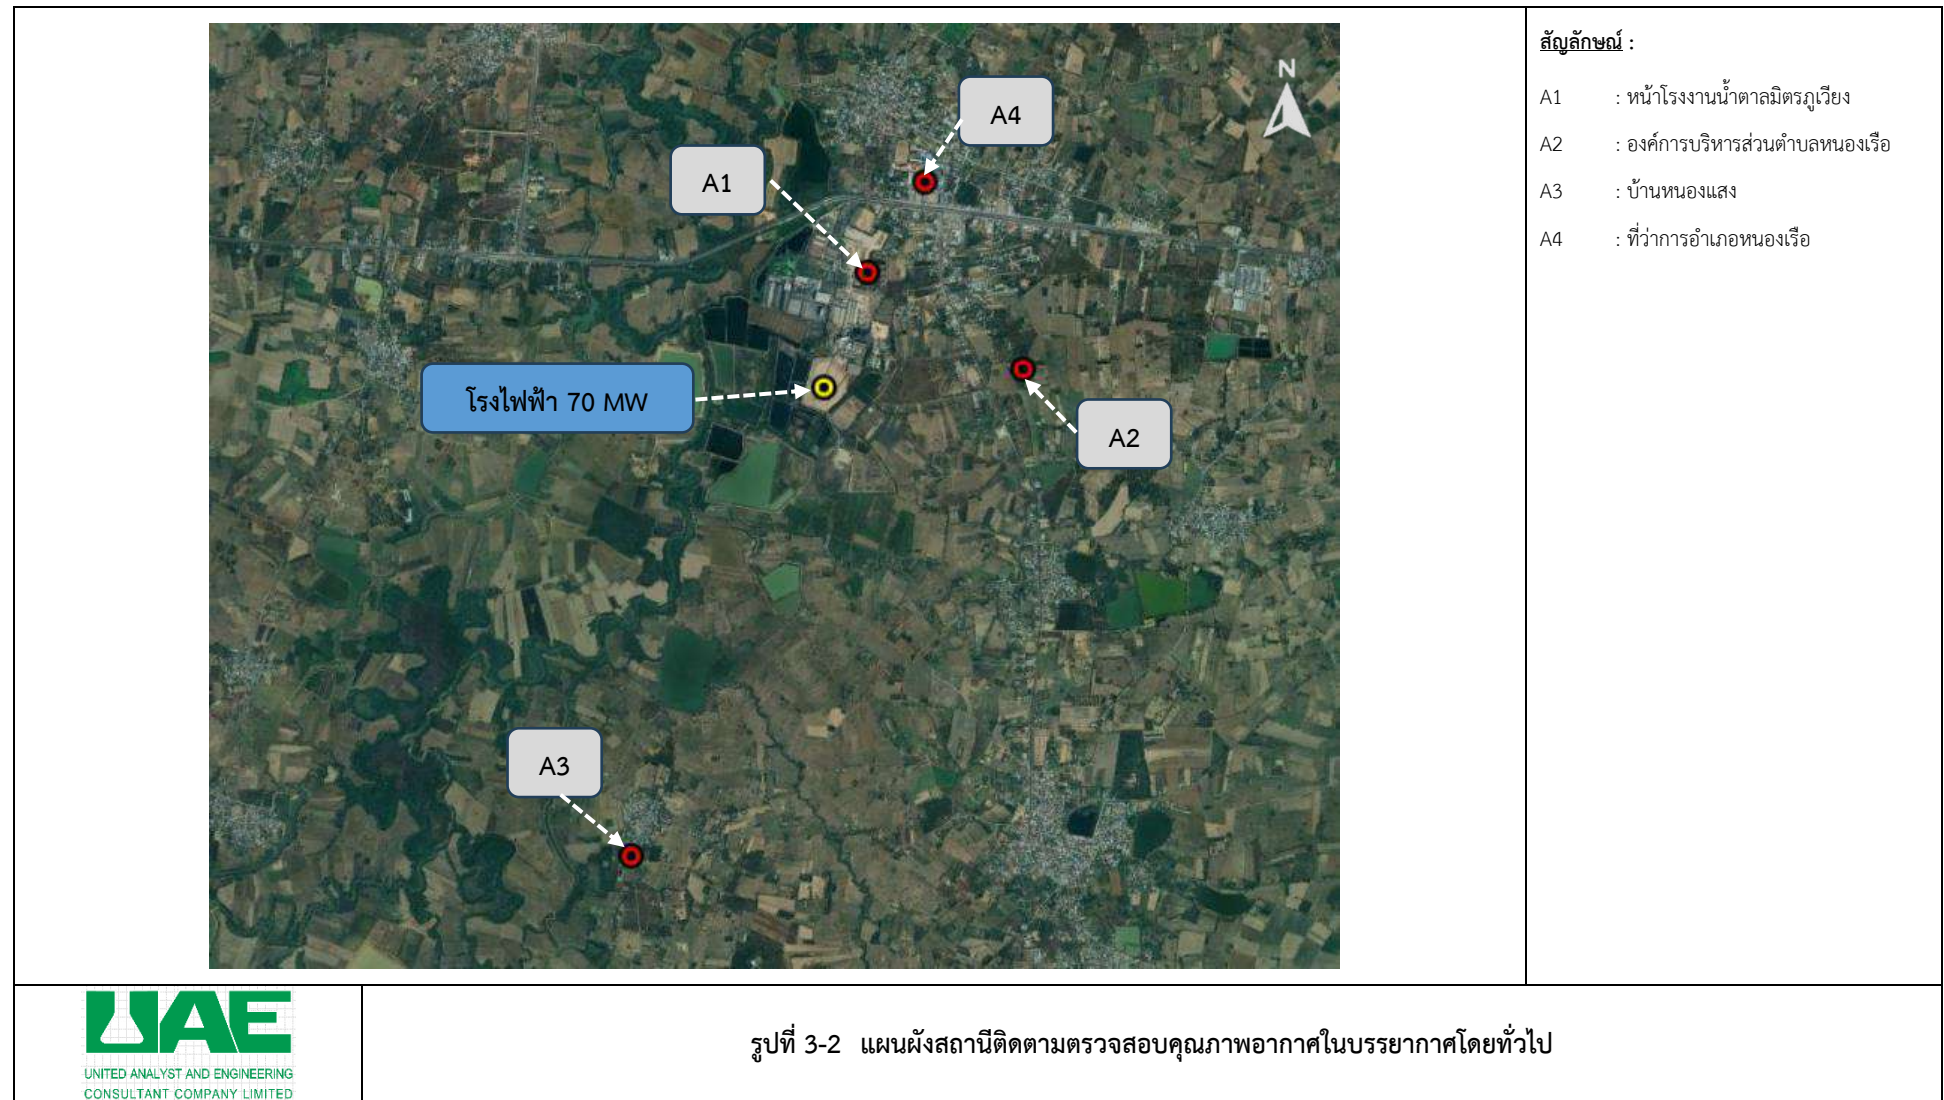 N
A4
A1
โรงไฟฟ้า 70 MW
A2
A3
สัญลักษณ์ :
A1 : หน้าโรงงานน้ำตาลมิตรภูเวียง
A2 : องค์การบริหารส่วนตำบลหนองเรือ
A3 : บ้านหนองแสง
A4 : ที่ว่าการอำเภอหนองเรือ
UAE
UNITED ANALYST AND ENGINEERING
CONSULTANT COMPANY LIMITED
รูปที่ 3-2 แผนผังสถานีติดตามตรวจสอบคุณภาพอากาศในบรรยากาศโดยทั่วไป